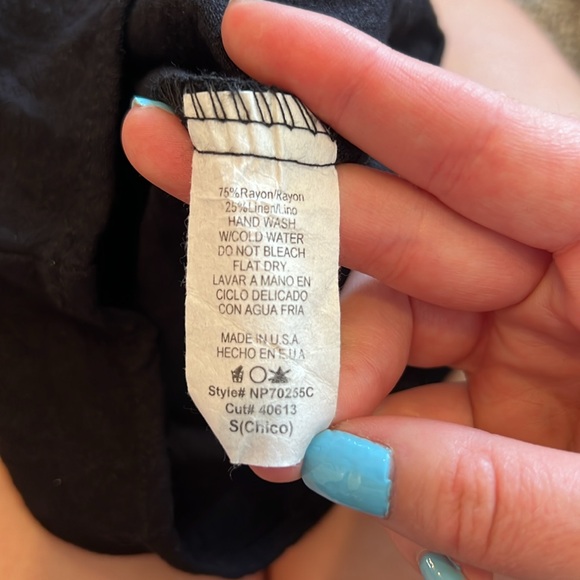 75%Ravon/Rayon
25%Linen/Lino
HAND WASH
W/COLD WATER
DO NOT BLEACH
FLAT DRY.
LAVAR A MANO EN
CICLO DELICADO
CON AGUA FRIA
MADE IN U.S.A
HECHO EN E.U.A
Style# NP70255C
Cut# 40613
S(Chico)